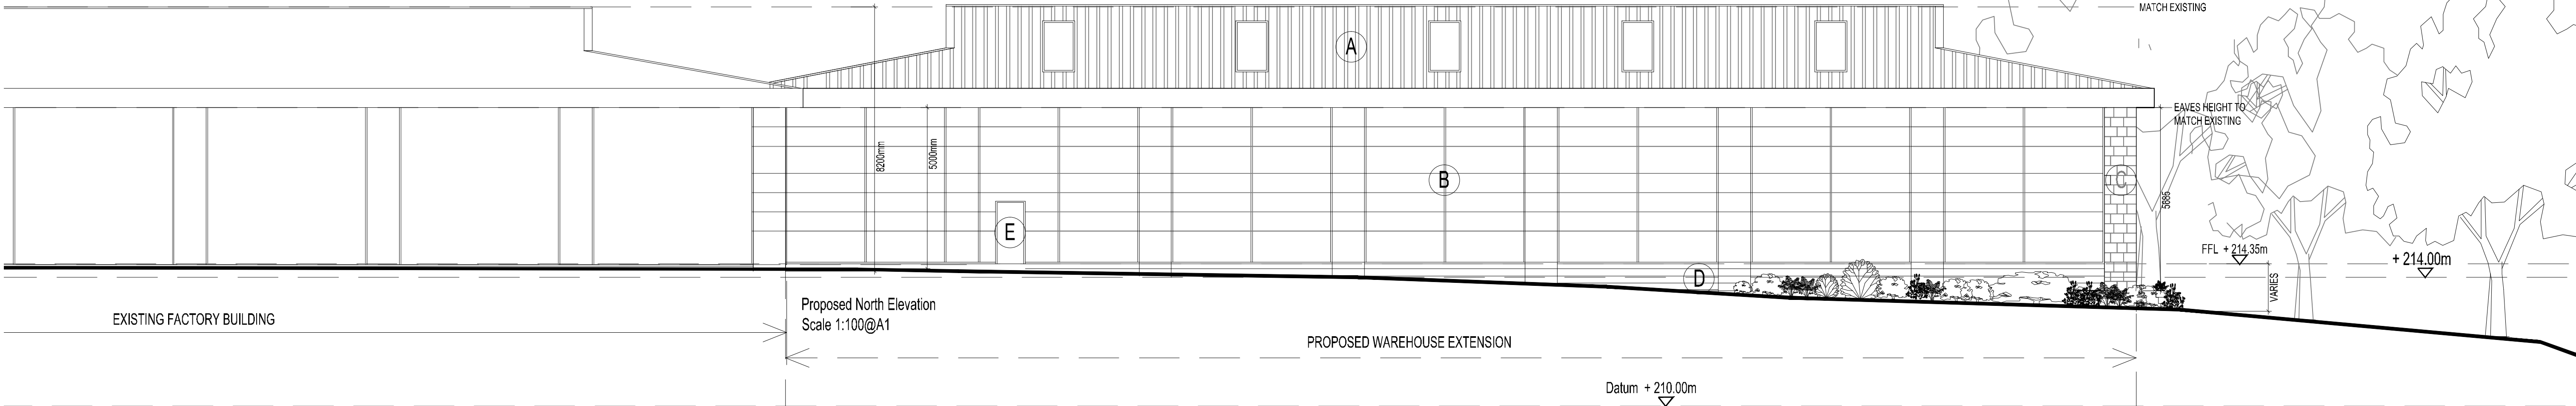 MATCH EXISTING
A
EAVES HEIGHT TO
MATCH EXISTING
8200mm
5000mm
B
C
5685
E
FFL + 214.35m
+ 214.00m
D
VARIES
Proposed North Elevation
Scale 1:100@A1
EXISTING FACTORY BUILDING
PROPOSED WAREHOUSE EXTENSION
Datum + 210.00m